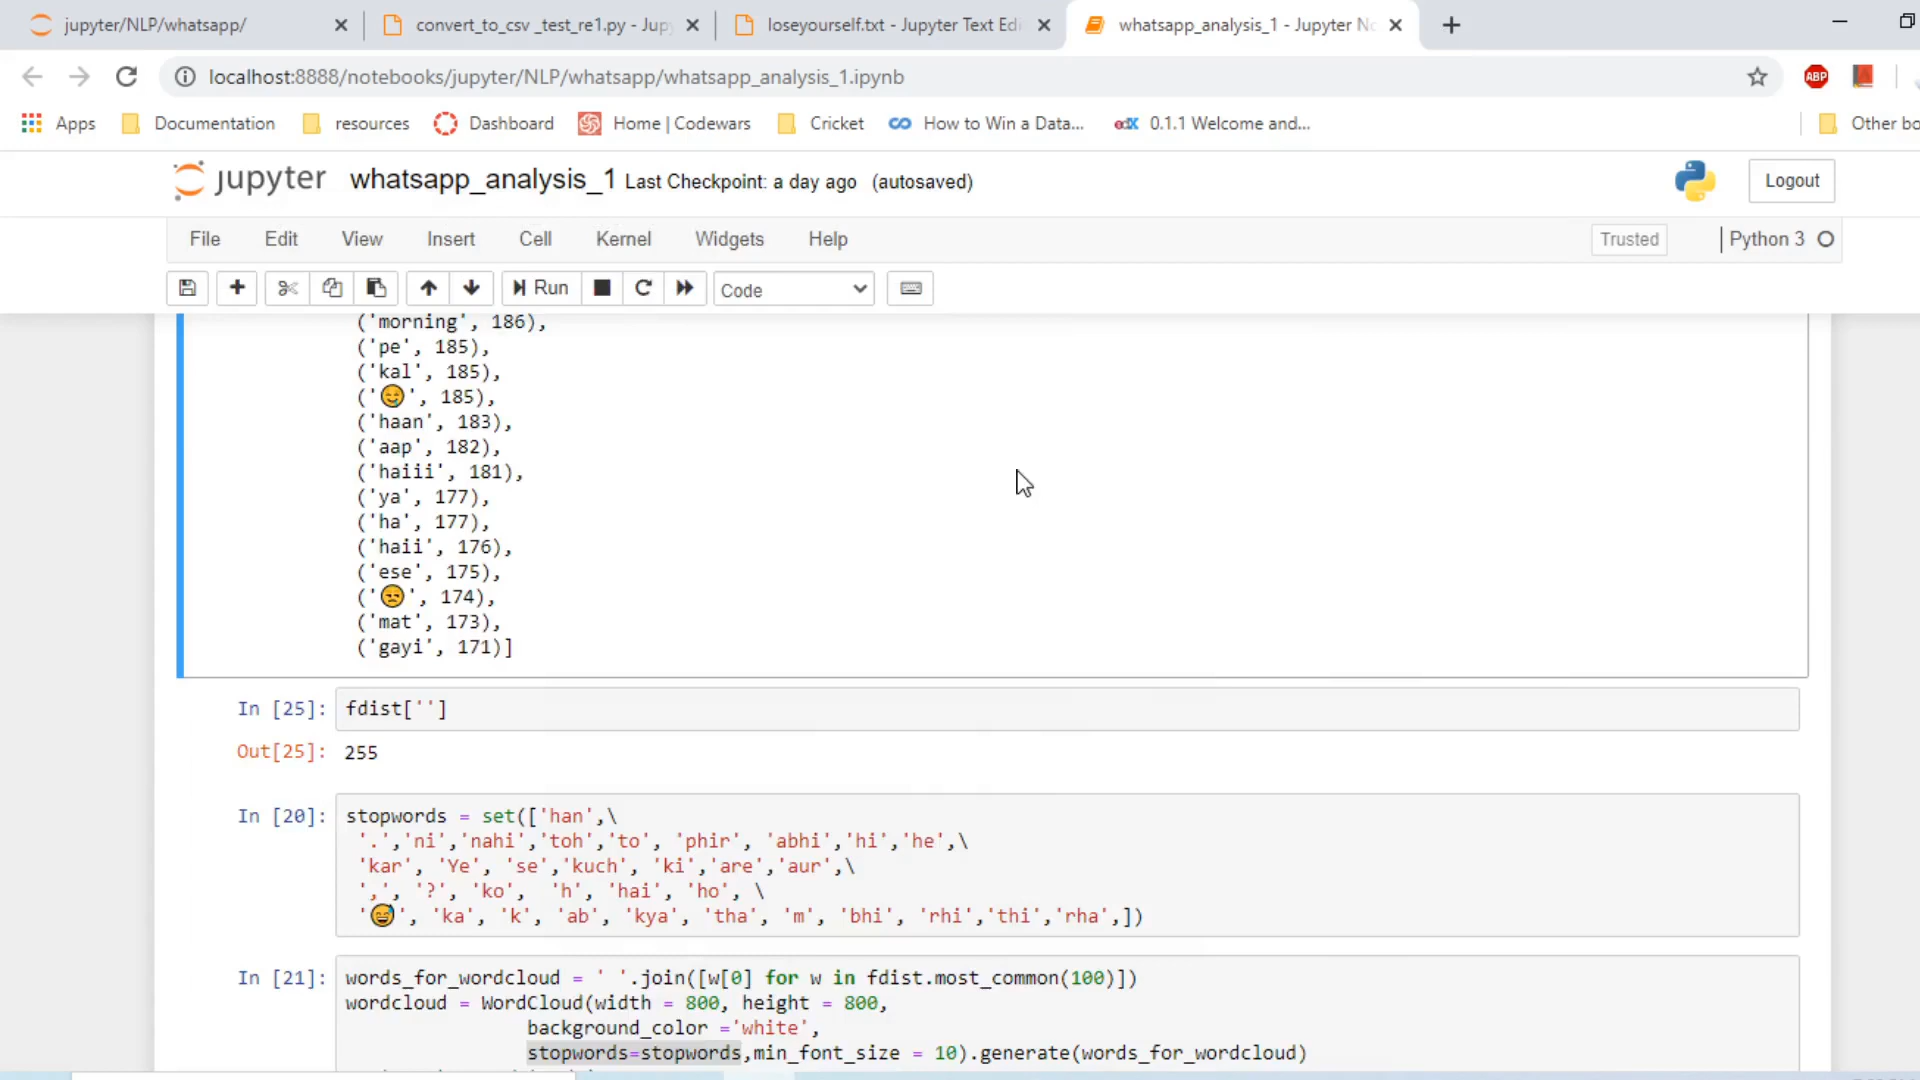 jupyter/NLP/whatsapp/
convert_to_csv _test_re1.py - Jup
loseyourself.txt - Jupyter Text Edi
whatsapp_analysis_1 - Jupyter No
localhost:8888/notebooks/jupyter/NLP/whatsapp/whatsapp_analysis_1.ipynb
ABP
Apps Documentation resources Dashboard Home | Codewars Cricket How to Win a Data... edX 0.1.1 Welcome and... Other bo
jupyter whatsapp_analysis_1 Last Checkpoint: a day ago (autosaved) Logout
File Edit View Insert Cell Kernel Widgets Help Trusted Python 3
Run Code
('morning', 186),
('pe', 185),
('kal', 185),
('😋', 185),
('haan', 183),
('aap', 182),
('haiii', 181),
('ya', 177),
('ha', 177),
('haii', 176),
('ese', 175),
('😒', 174),
('mat', 173),
('gayi', 171)]
In [25]: fdist['']
Out[25]: 255
In [20]: stopwords = set(['han',\
'.','ni','nahi','toh','to', 'phir', 'abhi','hi','he',\
'kar', 'Ye', 'se','kuch', 'ki','are','aur',\
',', '?', 'ko', 'h', 'hai', 'ho', \
'😅', 'ka', 'k', 'ab', 'kya', 'tha', 'm', 'bhi', 'rhi','thi','rha',])
In [21]: words_for_wordcloud = ' '.join([w[0] for w in fdist.most_common(100)])
wordcloud = WordCloud(width = 800, height = 800,
background_color ='white',
stopwords=stopwords,min_font_size = 10).generate(words_for_wordcloud)